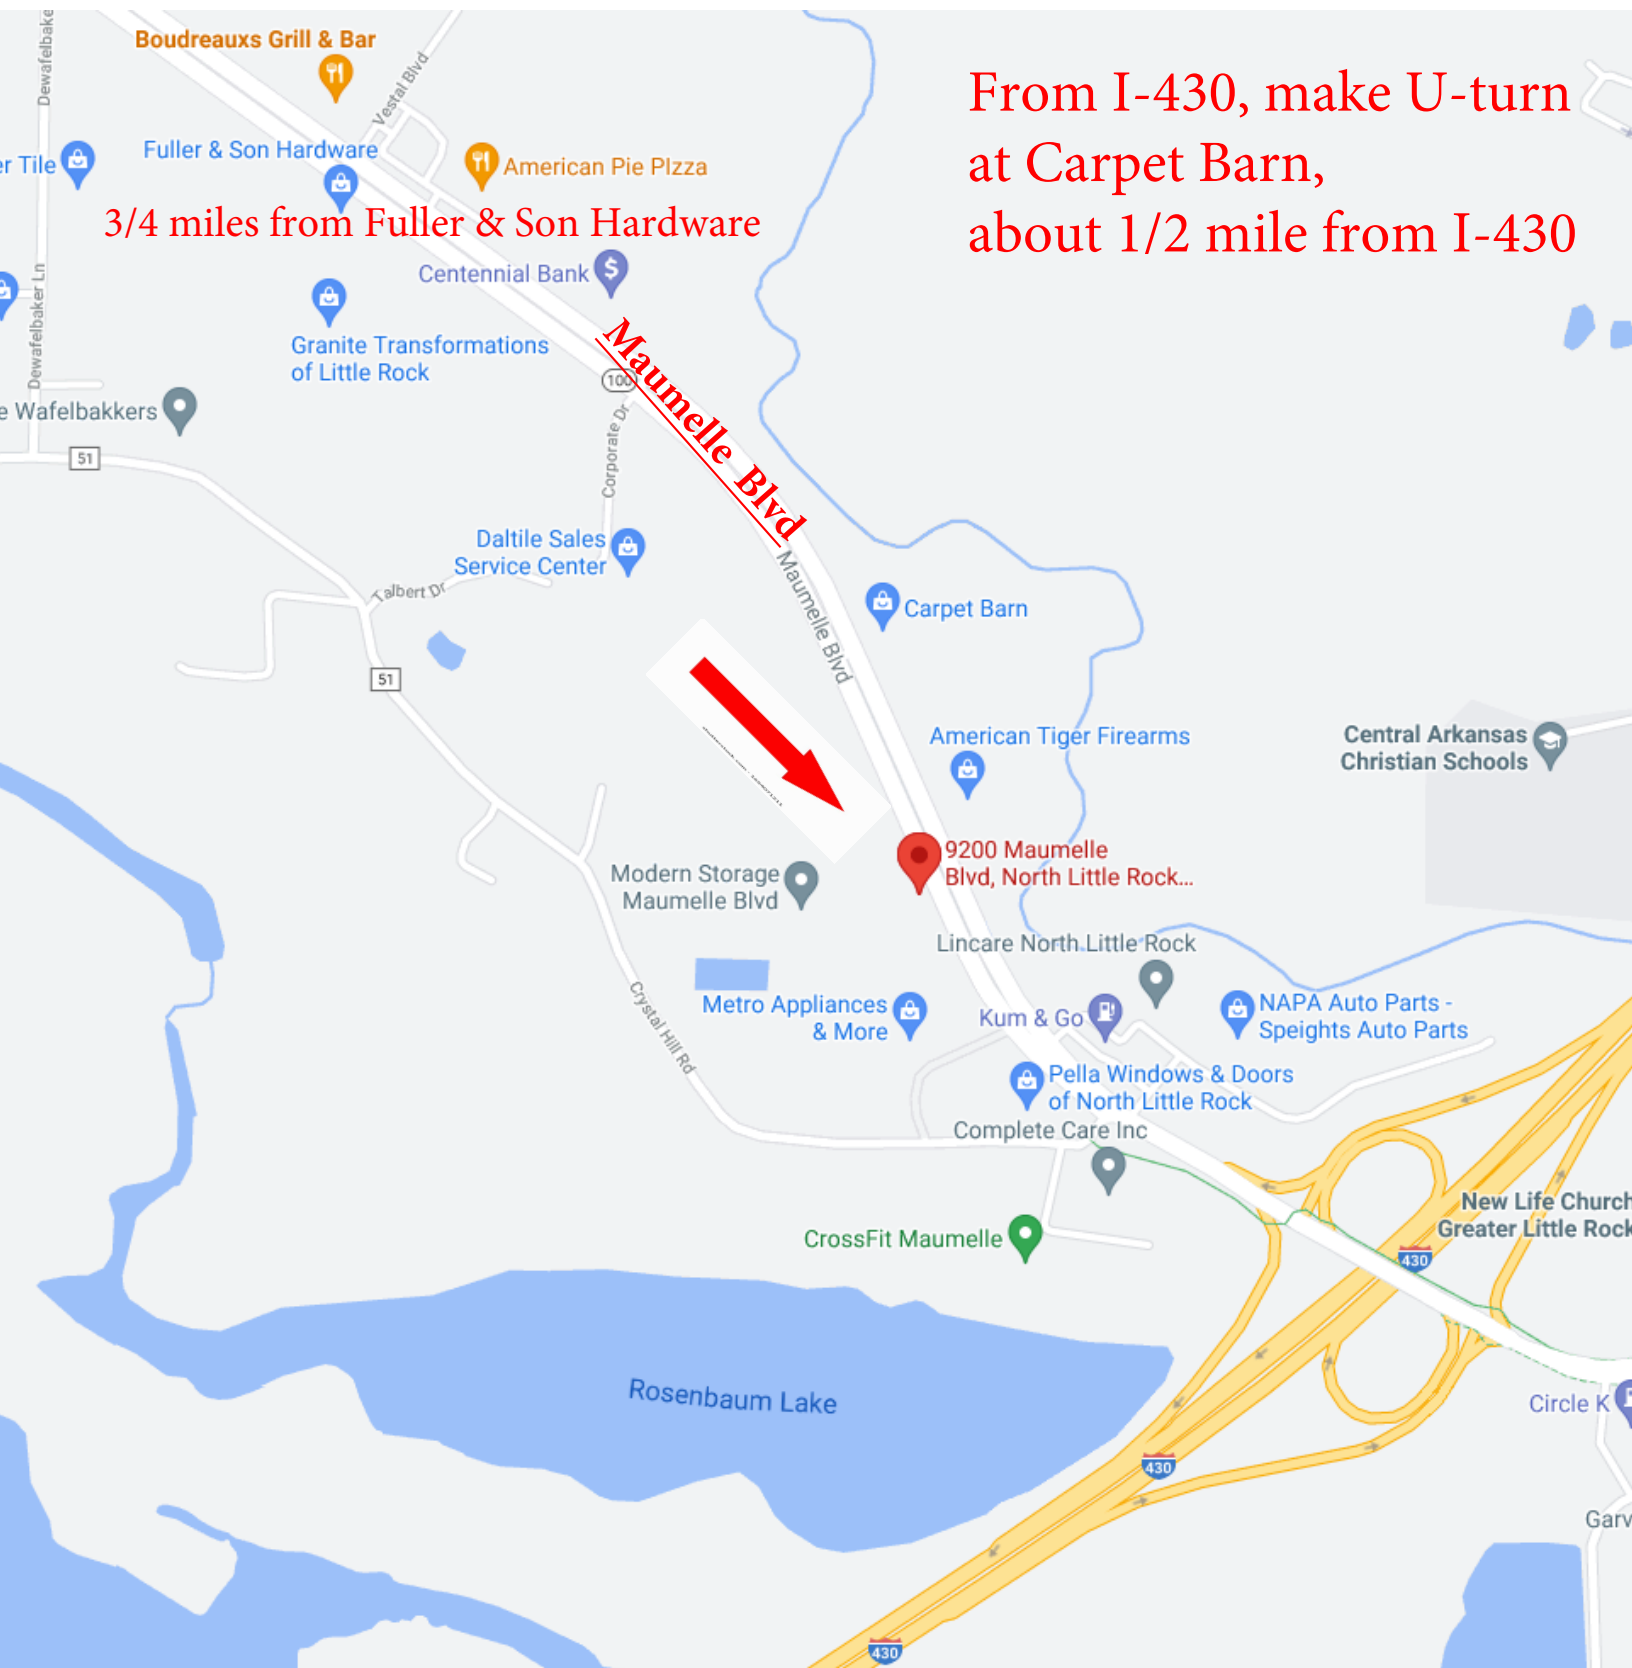 Dewafelbake
Boudreauxs Grill & Bar
Vestal Blvd
From I-430, make U-turn
at Carpet Barn,
about 1/2 mile from I-430
Fuller & Son Hardware
er Tile
American Pie PIzza
3/4 miles from Fuller & Son Hardware
Centennial Bank
Dewafelbaker Ln
Granite Transformations
of Little Rock
Maumelle Blvd
100
e Wafelbakkers
Corporate Dr
51
Daltile Sales
Service Center
Talbert Dr
Maumelle Blvd
Carpet Barn
51
American Tiger Firearms
Central Arkansas
Christian Schools
9200 Maumelle
Blvd, North Little Rock...
Modern Storage
Maumelle Blvd
Lincare North Little Rock
Crystal Hill Rd
Metro Appliances
& More
Kum & Go
NAPA Auto Parts -
Speights Auto Parts
Pella Windows & Doors
of North Little Rock
Complete Care Inc
New Life Church
Greater Little Rock
CrossFit Maumelle
430
Rosenbaum Lake
Circle K
430
Garv
430